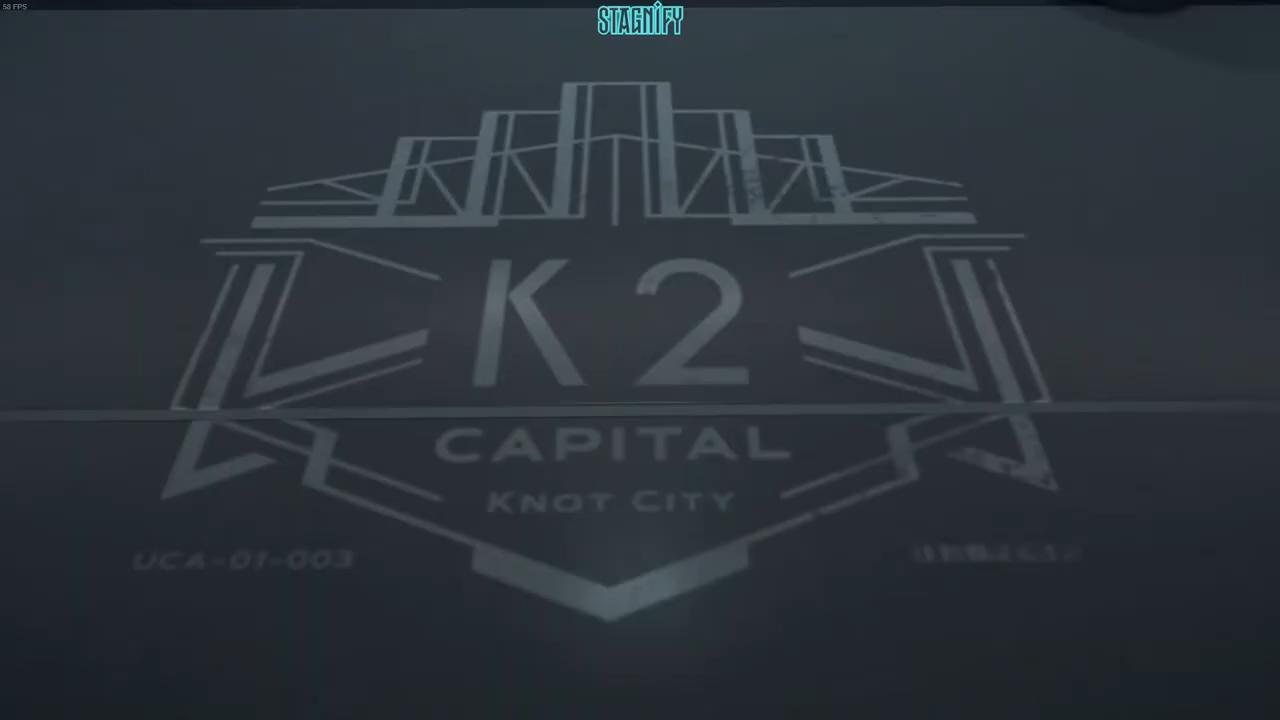 58 FPS
STAGNIFY
K2
CAPITAL
KNOT CITY
UCA-01-003